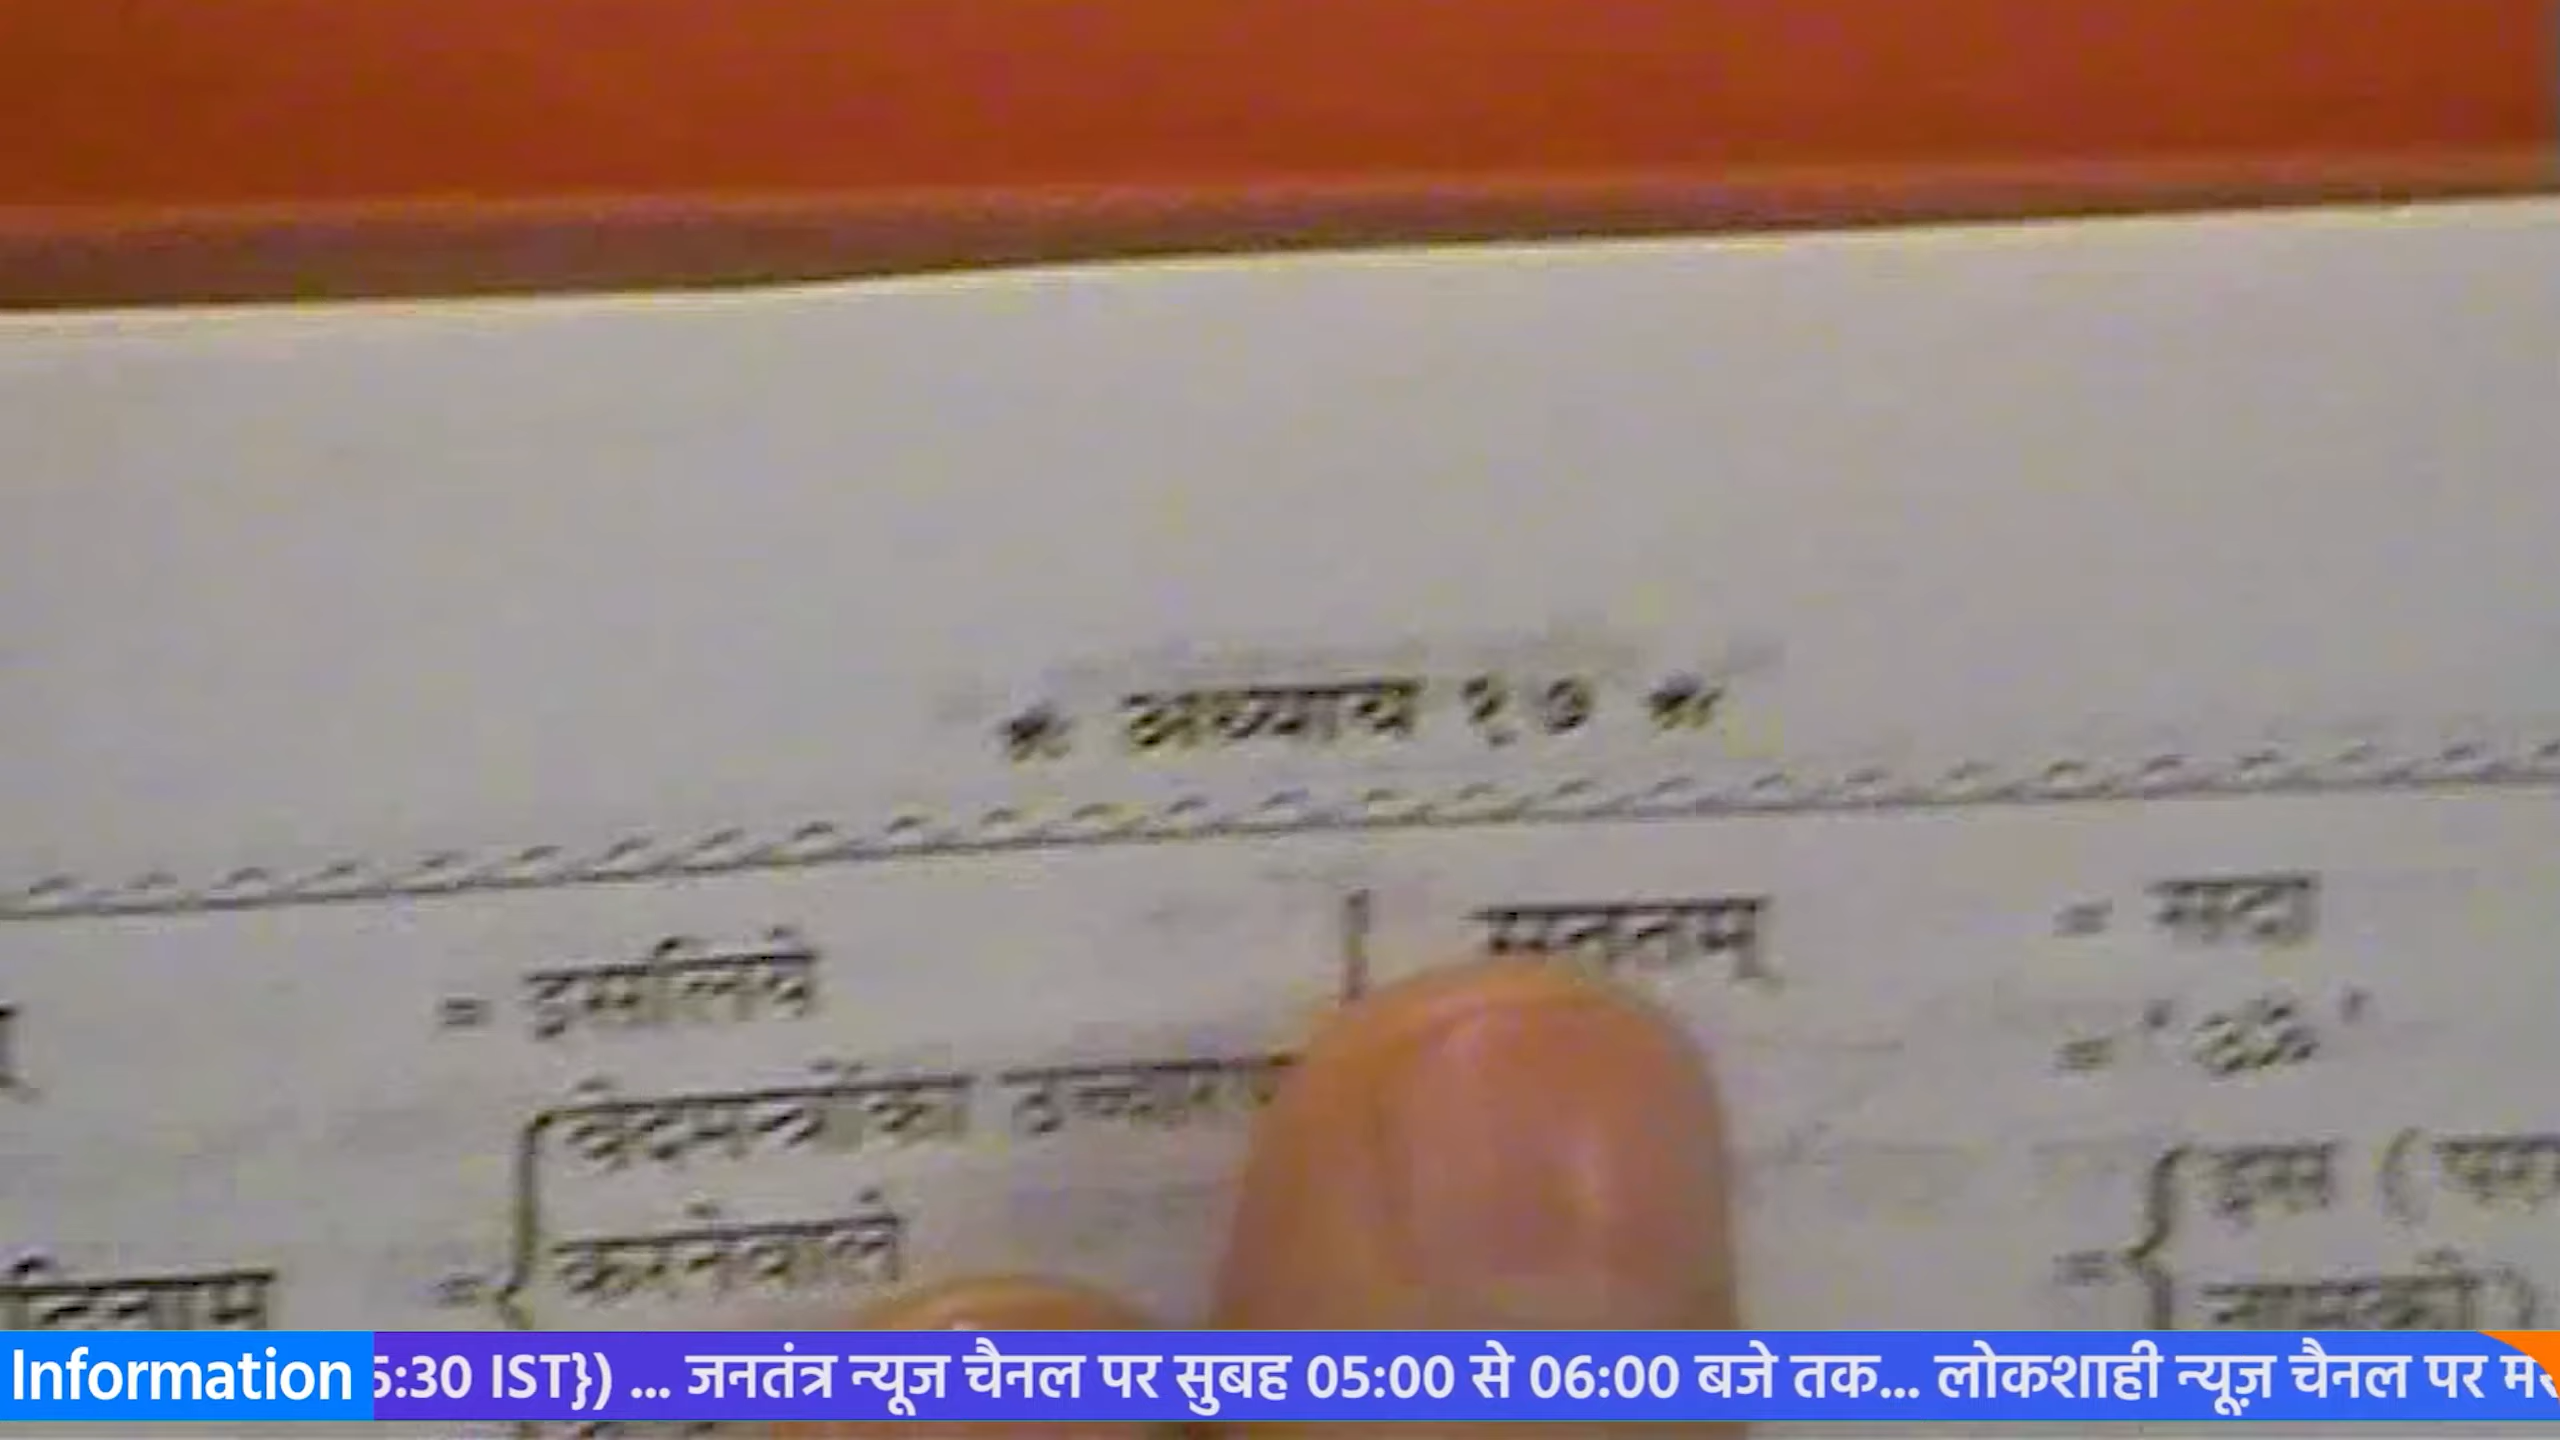 * अध्याय १७ *
= इसलिये
सततम् = सदा
वेदमन्त्रोंका उच्चारण
= ' ॐ '
करनेवाले
= { इस (
Information 5:30 IST}) ... जनतंत्र न्यूज चैनल पर सुबह 05:00 से 06:00 बजे तक... लोकशाही न्यूज़ चैनल पर